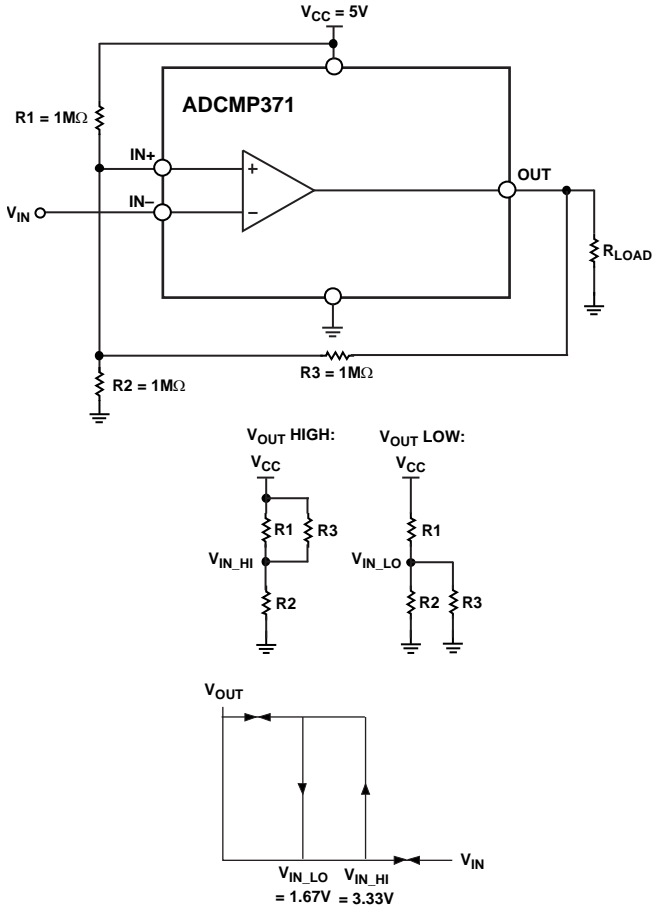 VCC = 5V
ADCMP371
R1 = 1MΩ
IN+
+
OUT
VIN
IN–
–
RLOAD
R3 = 1MΩ
R2 = 1MΩ
VOUT HIGH:
VOUT LOW:
VCC
VCC
R1
R3
R1
VIN_HI
VIN_LO
R2
R2
R3
VOUT
VIN
VIN_LO
VIN_HI
= 1.67V
= 3.33V